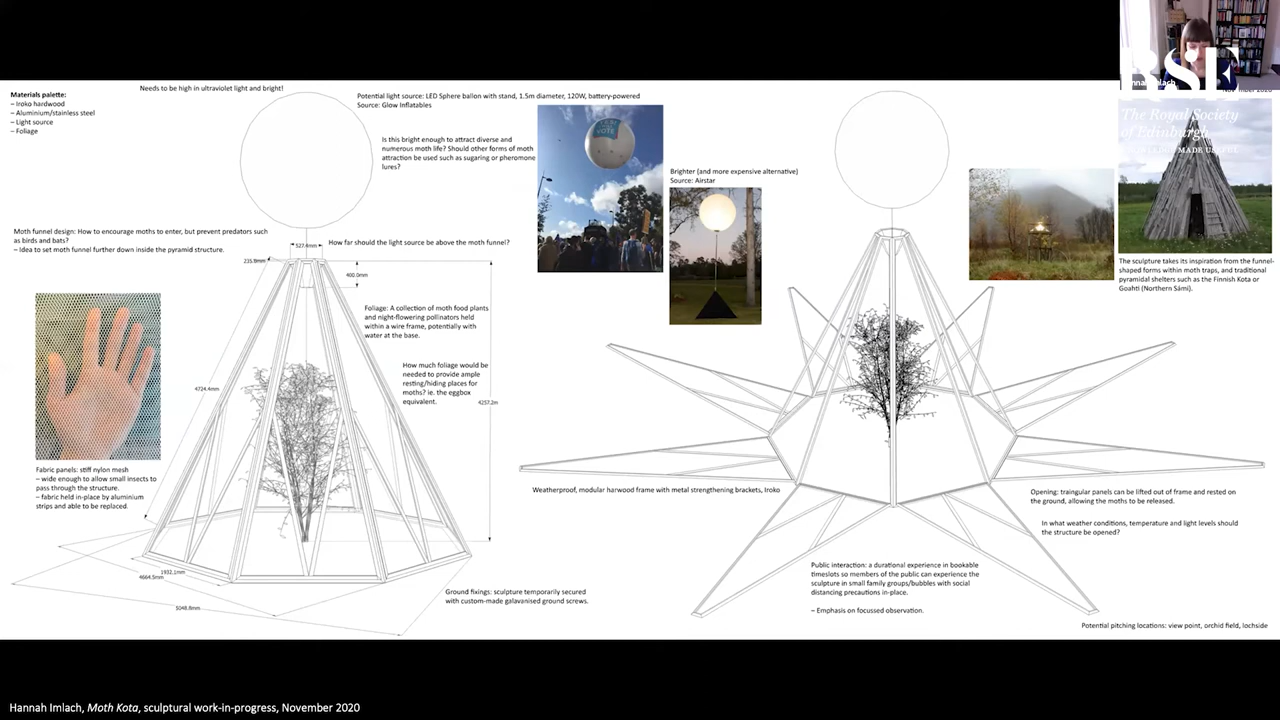 Materials palette:
– Iroko hardwood
– Aluminium/stainless steel
– Light source
– Foliage
Needs to be high in ultraviolet light and bright!
Potential light source: LED Sphere ballon with stand, 1.5m diameter, 120W, battery-powered
Source: Glow Inflatables
Is this bright enough to attract diverse and
numerous moth life? Should other forms of moth
attraction be used such as sugaring or pheromone
lures?
VOTE
Brighter (and more expensive alternative)
Source: Airstar
Moth funnel design: How to encourage moths to enter, but prevent predators such
as birds and bats?
– Idea to set moth funnel further down inside the pyramid structure.
How far should the light source be above the moth funnel?
527.4mm
235.8mm
400.0mm
Foliage: A collection of moth food plants
and night-flowering pollinators held
within a wire frame, potentially with
water at the base.
How much foliage would be
needed to provide ample
resting/hiding places for
moths? ie. the eggbox
equivalent.
4724.4mm
4257.2m
Fabric panels: stiff nylon mesh
– wide enough to allow small insects to
pass through the structure.
– fabric held in-place by aluminium
strips and able to be replaced.
1932.1mm
4664.5mm
5048.8mm
Ground fixings: sculpture temporarily secured
with custom-made galavanised ground screws.
Weatherproof, modular harwood frame with metal strengthening brackets, Iroko
Public interaction: a durational experience in bookable
timeslots so members of the public can experience the
sculpture in small family groups/bubbles with social
distancing precautions in-place.
– Emphasis on focussed observation.
Opening: traingular panels can be lifted out of frame and rested on
the ground, allowing the moths to be released.
In what weather conditions, temperature and light levels should
the structure be opened?
Potential pitching locations: view point, orchid field, lochside
The sculpture takes its inspiration from the funnel-
shaped forms within moth traps, and traditional
pyramidal shelters such as the Finnish Kota or
Goahti (Northern Sámi).
Hannah Imlach
RSE
November 2020
The Royal Society
of Edinburgh
KNOWLEDGE MADE USEFUL
Hannah Imlach, Moth Kota, sculptural work-in-progress, November 2020